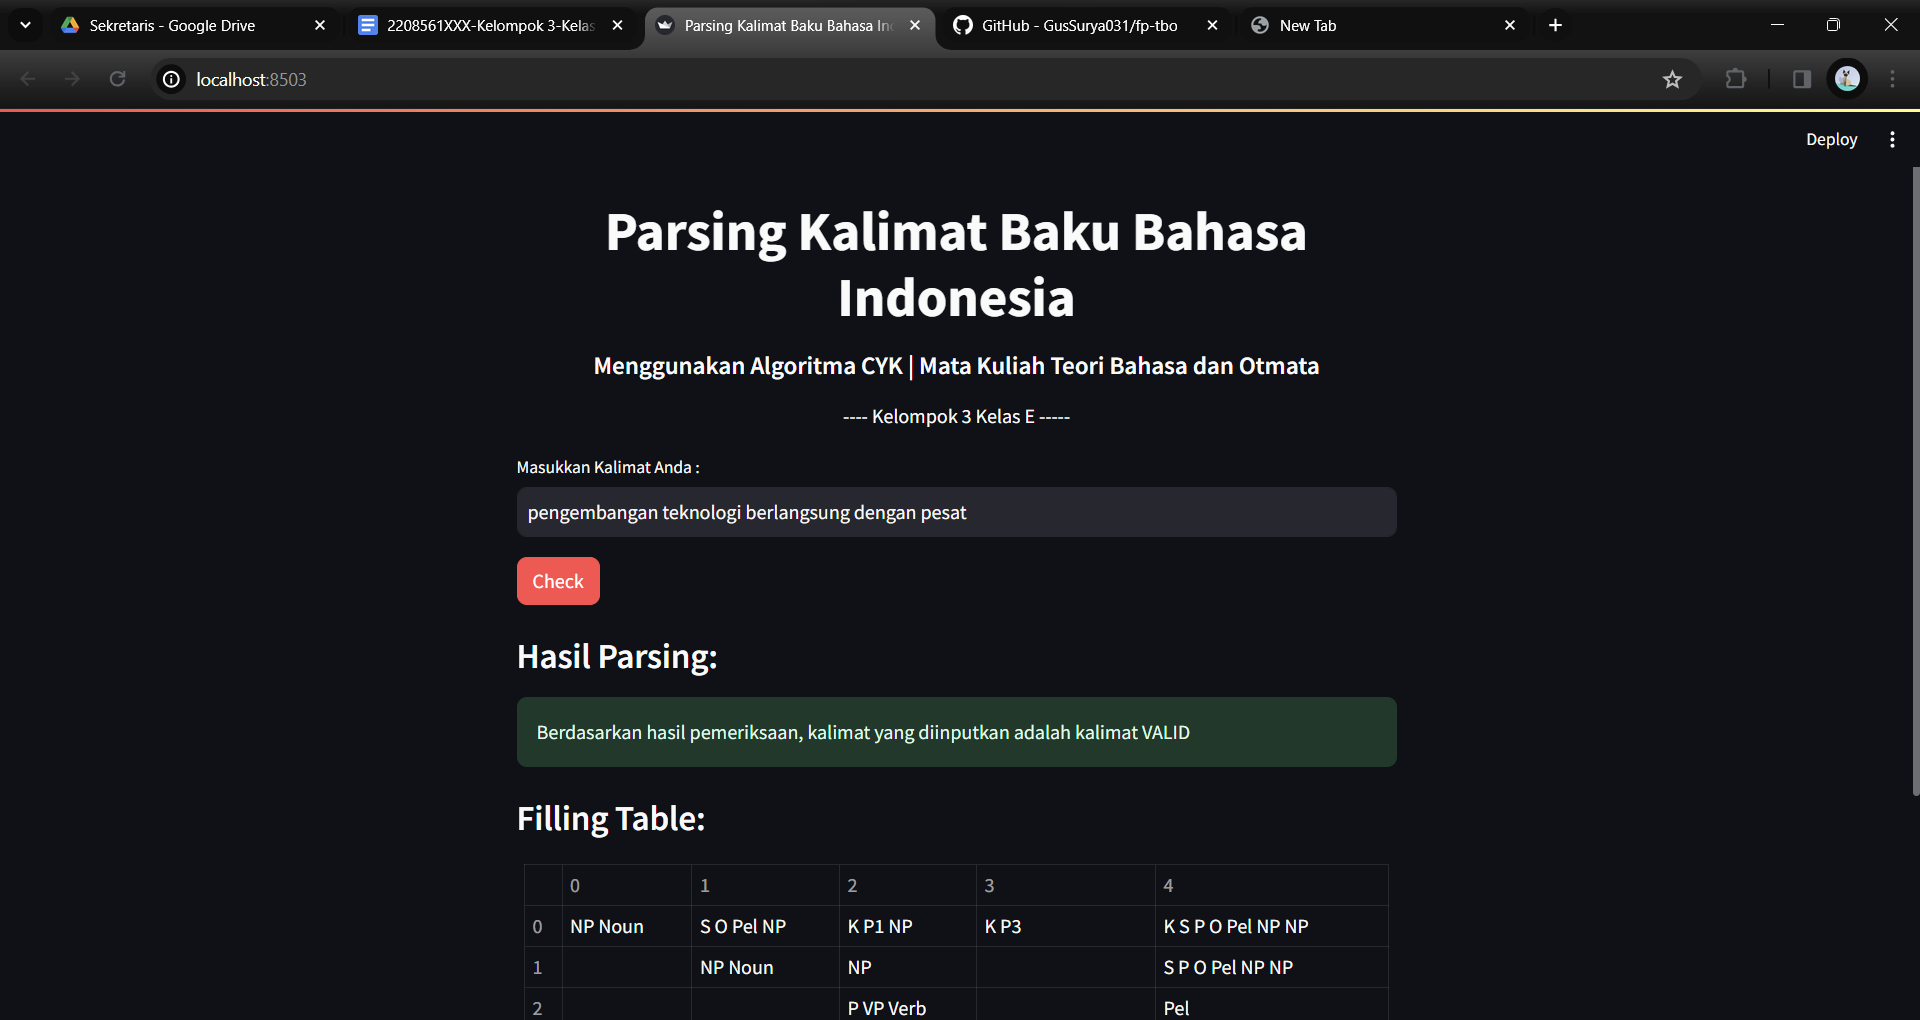 Sekretaris - Google Drive
2208561XXX-Kelompok 3-Kelas
Parsing Kalimat Baku Bahasa In
GitHub - GusSurya031/fp-tbo
New Tab
localhost:8503
Deploy
Parsing Kalimat Baku Bahasa
Indonesia
Menggunakan Algoritma CYK | Mata Kuliah Teori Bahasa dan Otmata
---- Kelompok 3 Kelas E -----
Masukkan Kalimat Anda :
pengembangan teknologi berlangsung dengan pesat
Check
Hasil Parsing:
Berdasarkan hasil pemeriksaan, kalimat yang diinputkan adalah kalimat VALID
Filling Table:
0 1 2 3 4
0 NP Noun S O Pel NP K P1 NP K P3 K S P O Pel NP NP
1 NP Noun NP S P O Pel NP NP
2 P VP Verb Pel